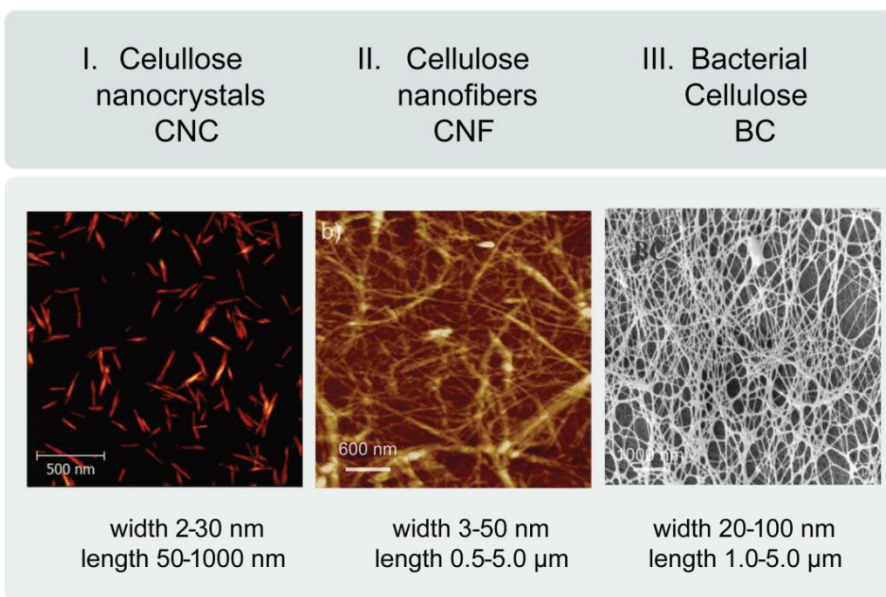 I. Celullose
nanocrystals
CNC
II. Cellulose
nanofibers
CNF
III. Bacterial
Cellulose
BC
500 nm
b)
600 nm
BC
1000 nm
width 2-30 nm
length 50-1000 nm
width 3-50 nm
length 0.5-5.0 µm
width 20-100 nm
length 1.0-5.0 µm